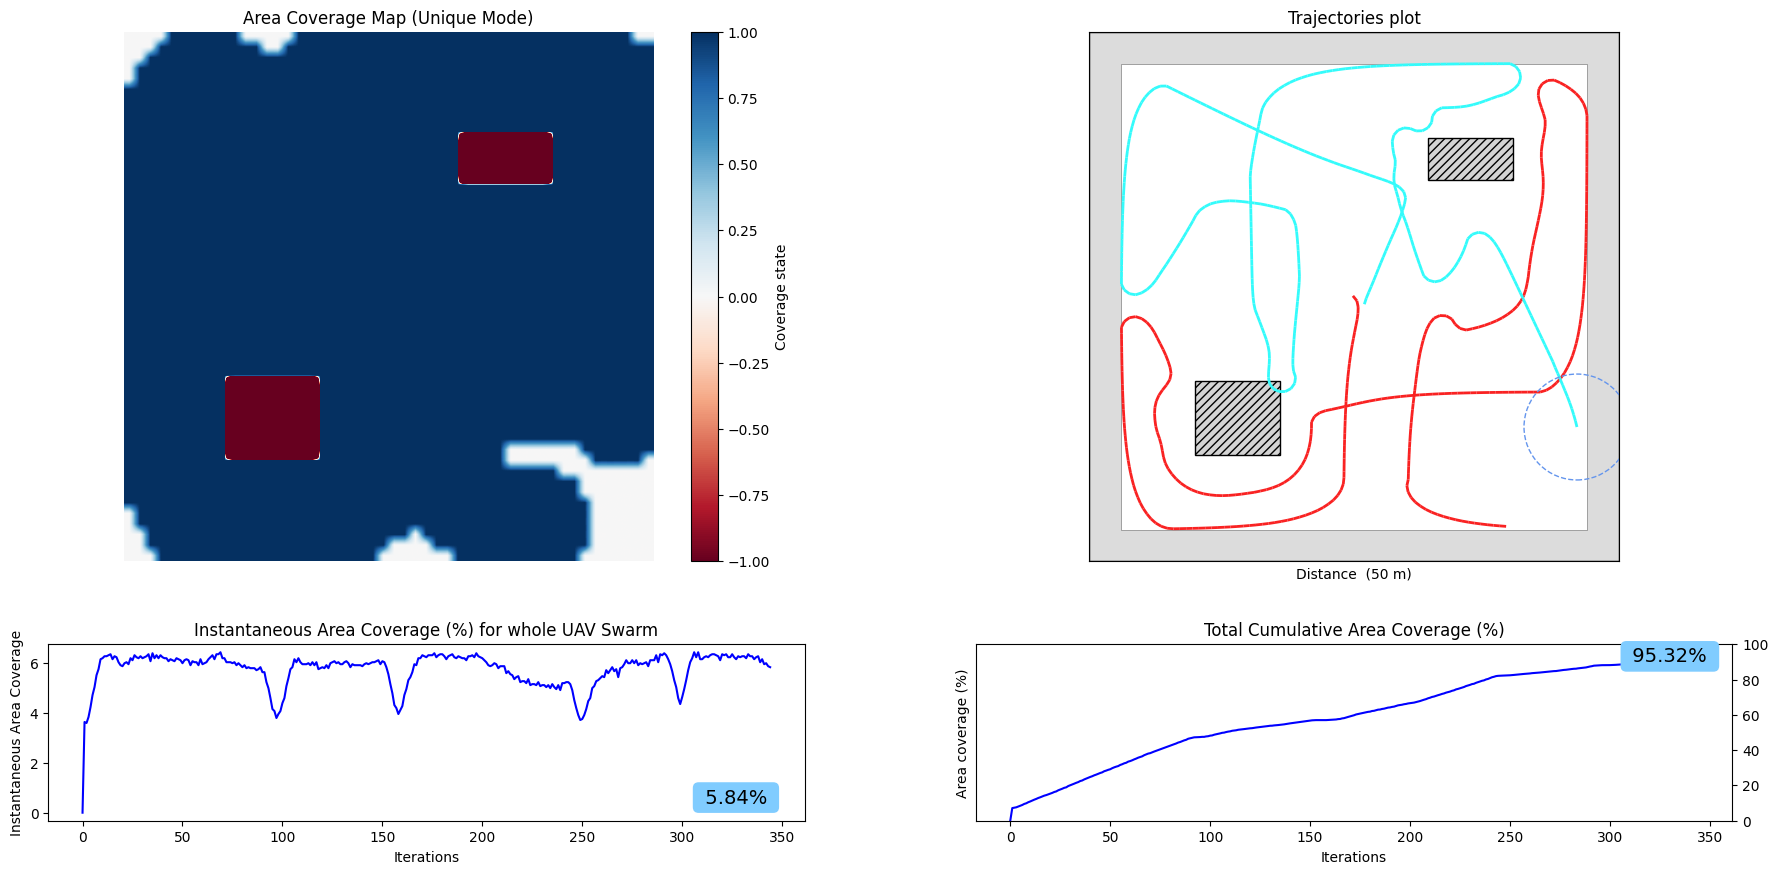 Area Coverage Map (Unique Mode)
1.00
0.75
0.50
0.25
0.00
−0.25
−0.50
−0.75
−1.00
Coverage state
Trajectories plot
Distance  (50 m)
Instantaneous Area Coverage (%) for whole UAV Swarm
Instantaneous Area Coverage
6
4
2
0
5.84%
0 50 100 150 200 250 300 350
Iterations
Total Cumulative Area Coverage (%)
Area coverage (%)
95.32%
100
80
60
40
20
0
0 50 100 150 200 250 300 350
Iterations